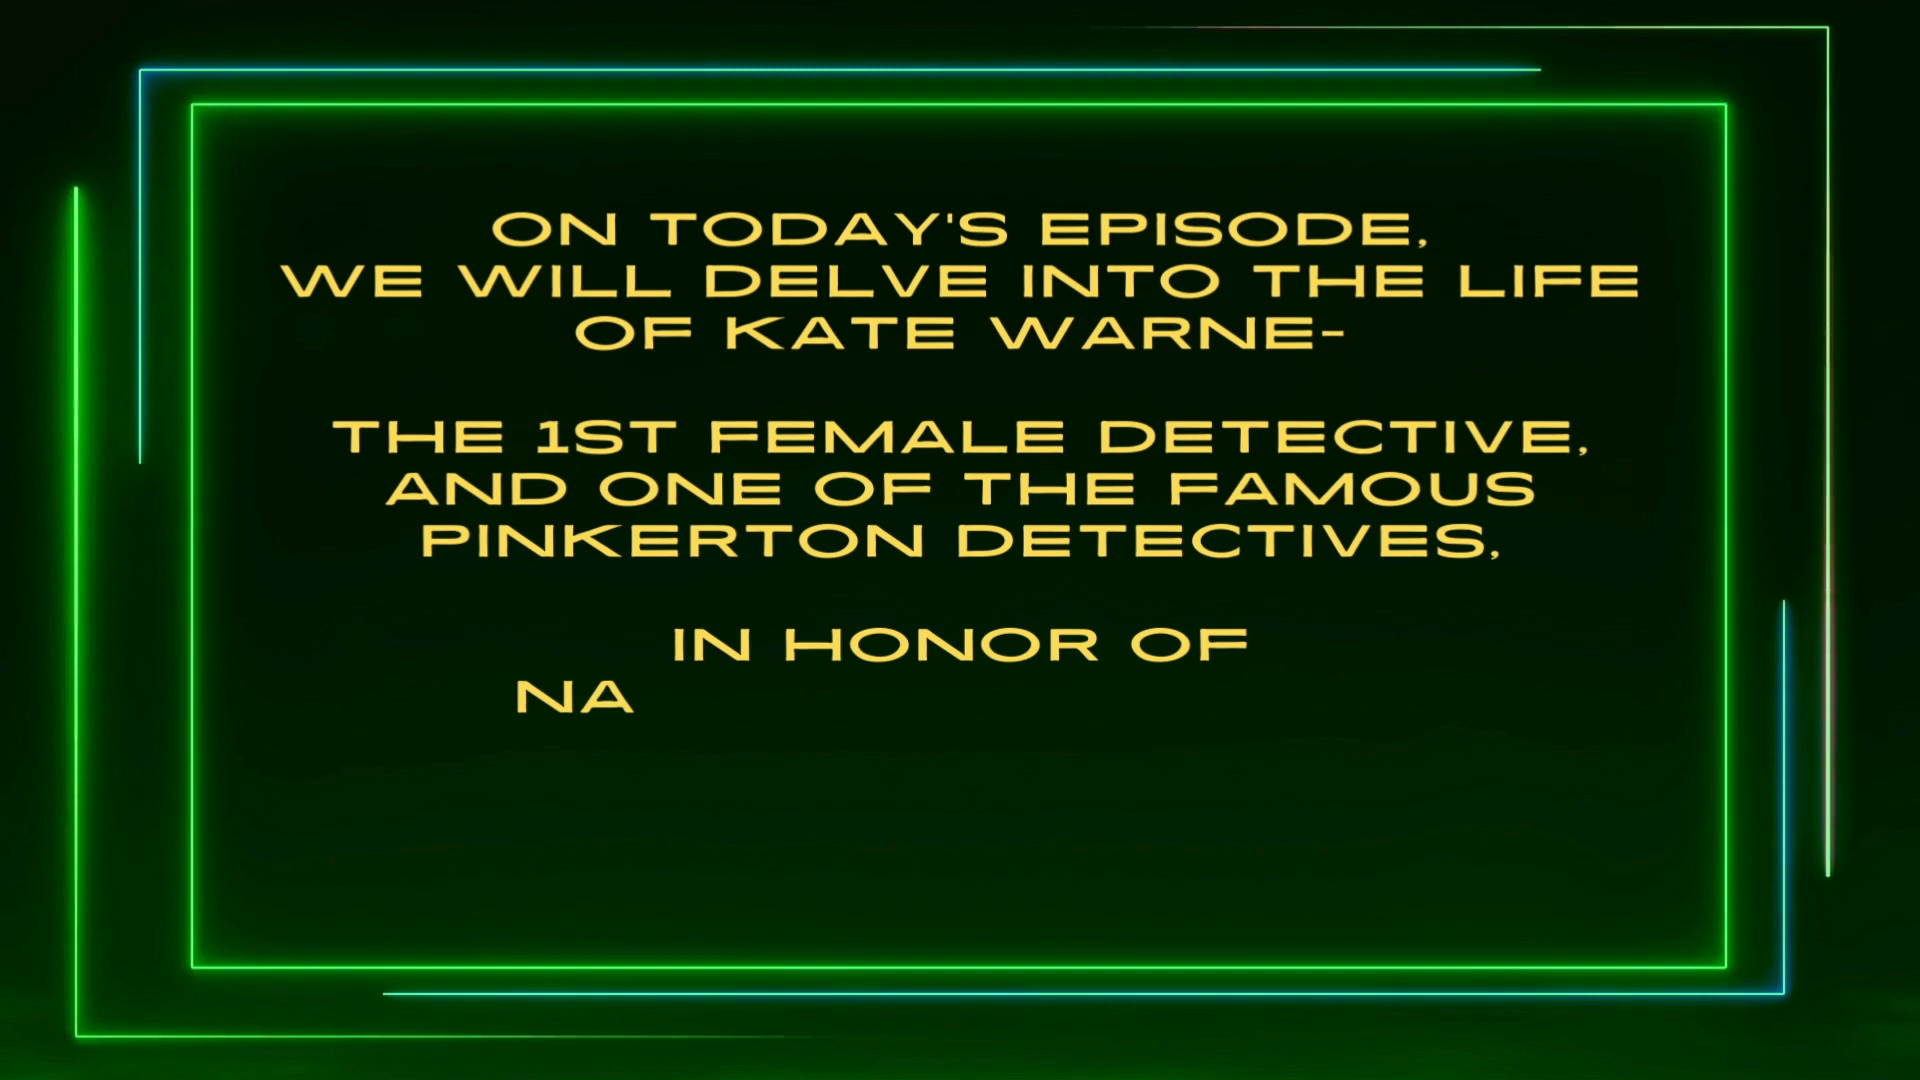 ON TODAY'S EPISODE,
WE WILL DELVE INTO THE LIFE
OF KATE WARNE-
THE 1ST FEMALE DETECTIVE,
AND ONE OF THE FAMOUS
PINKERTON DETECTIVES,
IN HONOR OF
NA